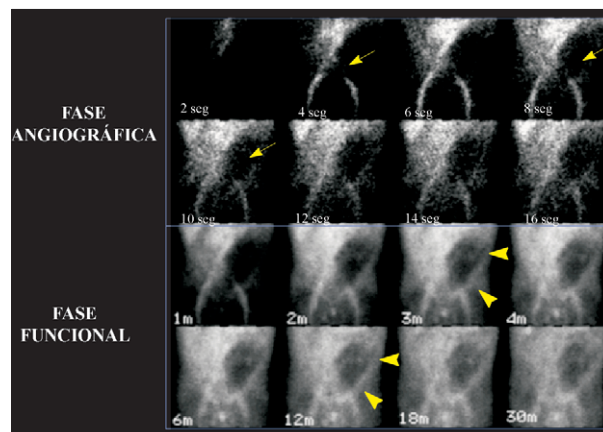 FASE
ANGIOGRÁFICA
2 seg
4 seg
6 seg
8 seg
10 seg
12 seg
14 seg
16 seg
FASE
FUNCIONAL
1m
2m
3m
4m
6m
12m
18m
30m